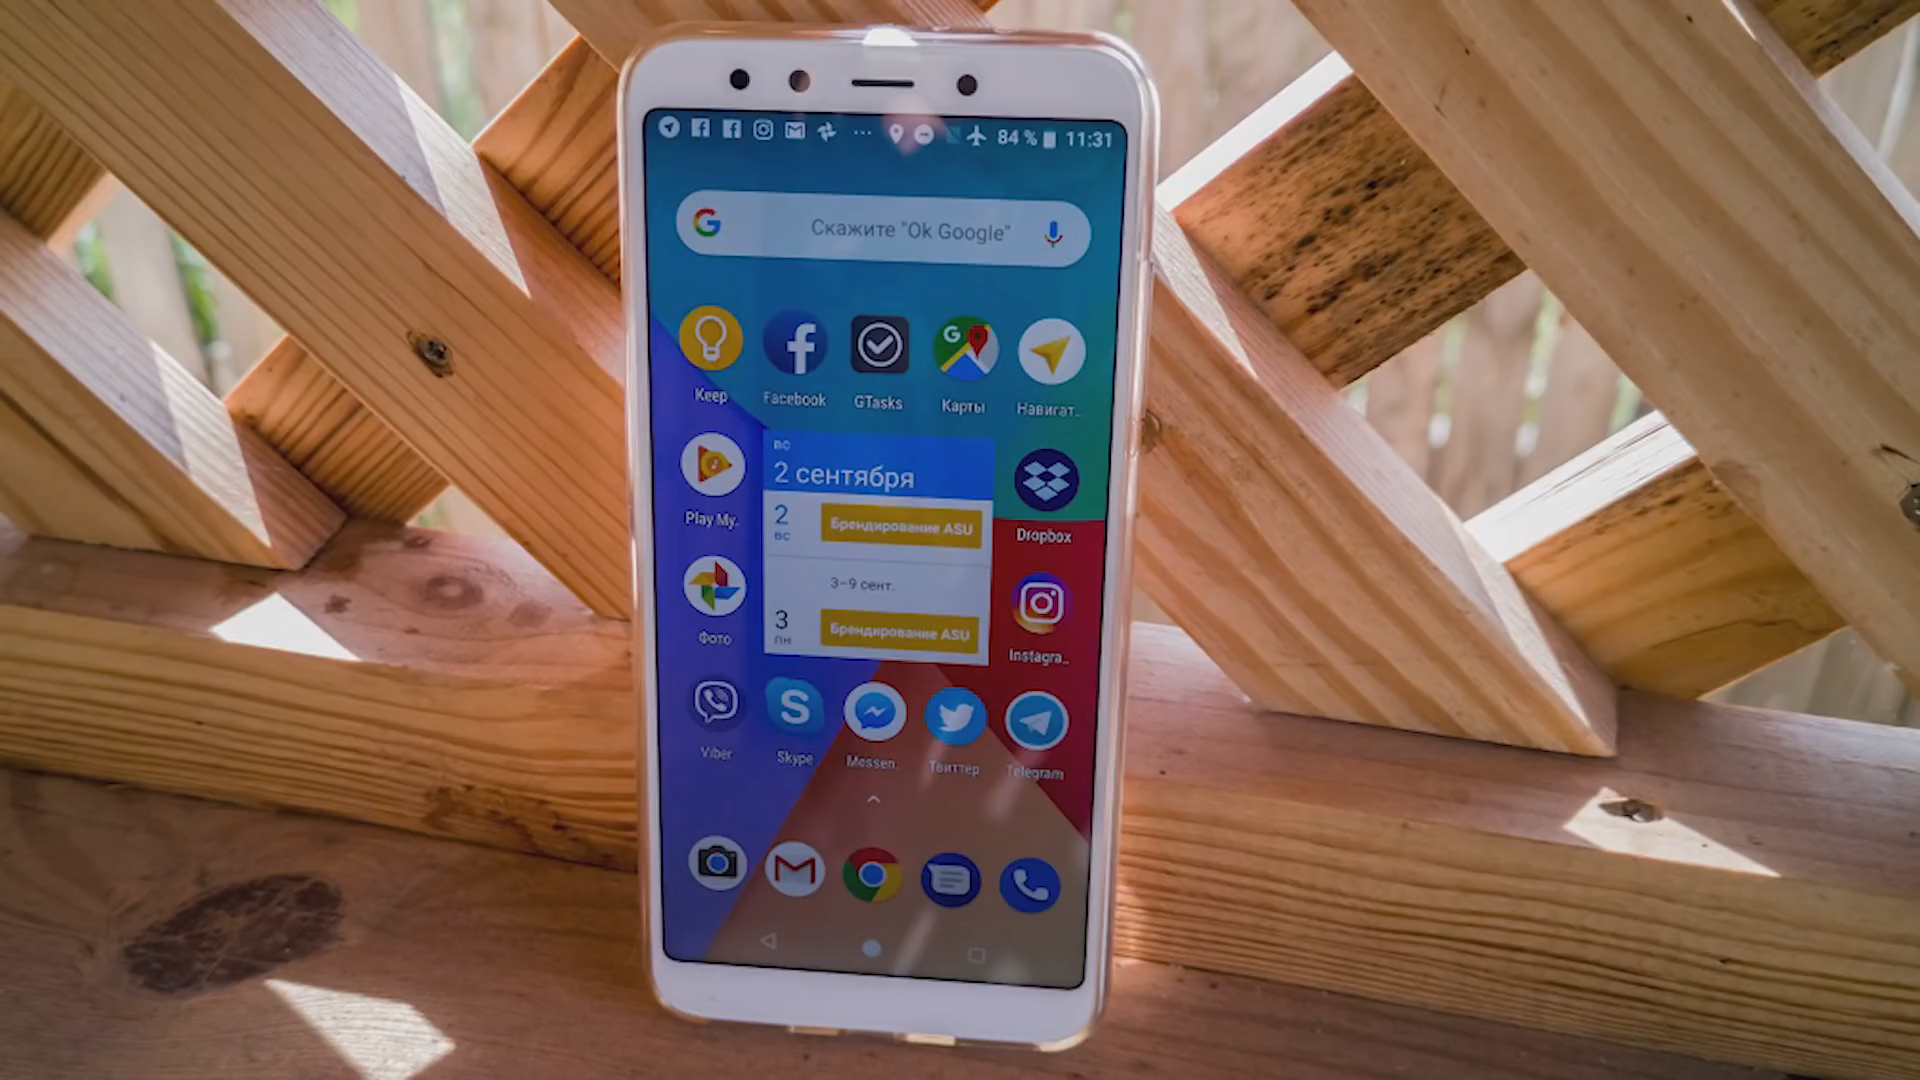 84 % 11:31
Скажите "Ok Google"
Keep Facebook GTasks Карты Навигат..
вс
2 сентября
2
вс
Брендирование ASU
3–9 сент.
3
пн
Брендирование ASU
Play My.
Dropbox
Фото
Instagra..
Viber Skype Messen. Твиттер Telegram